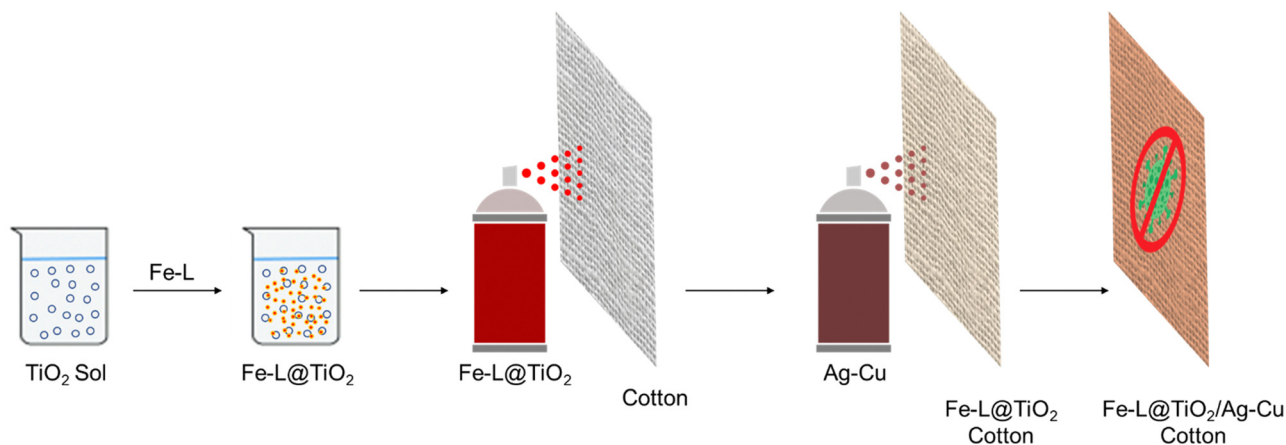 Fe-L
TiO₂ Sol
Fe-L@TiO₂
Fe-L@TiO₂
Cotton
Ag-Cu
Fe-L@TiO₂
Cotton
Fe-L@TiO₂/Ag-Cu
Cotton